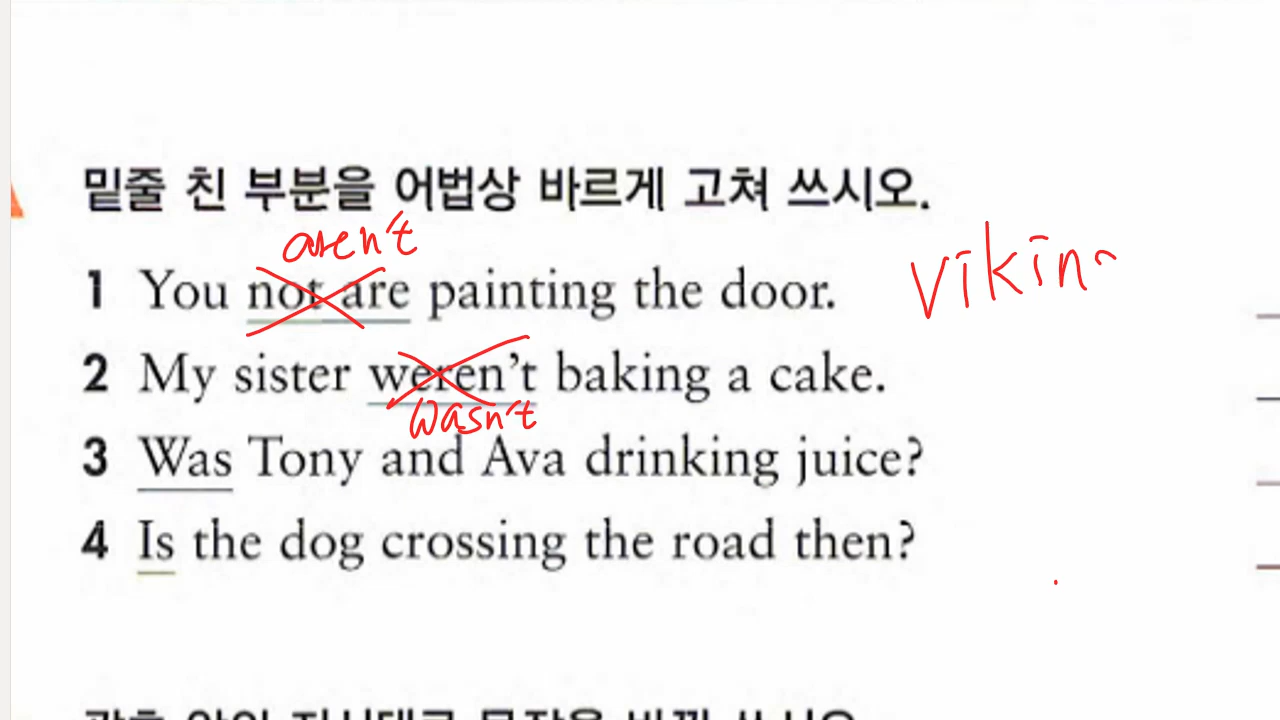 밑줄 친 부분을 어법상 바르게 고쳐 쓰시오.
aren't
1 You not are painting the door.
vikin
2 My sister weren't baking a cake.
wasn't
3 Was Tony and Ava drinking juice?
4 Is the dog crossing the road then?